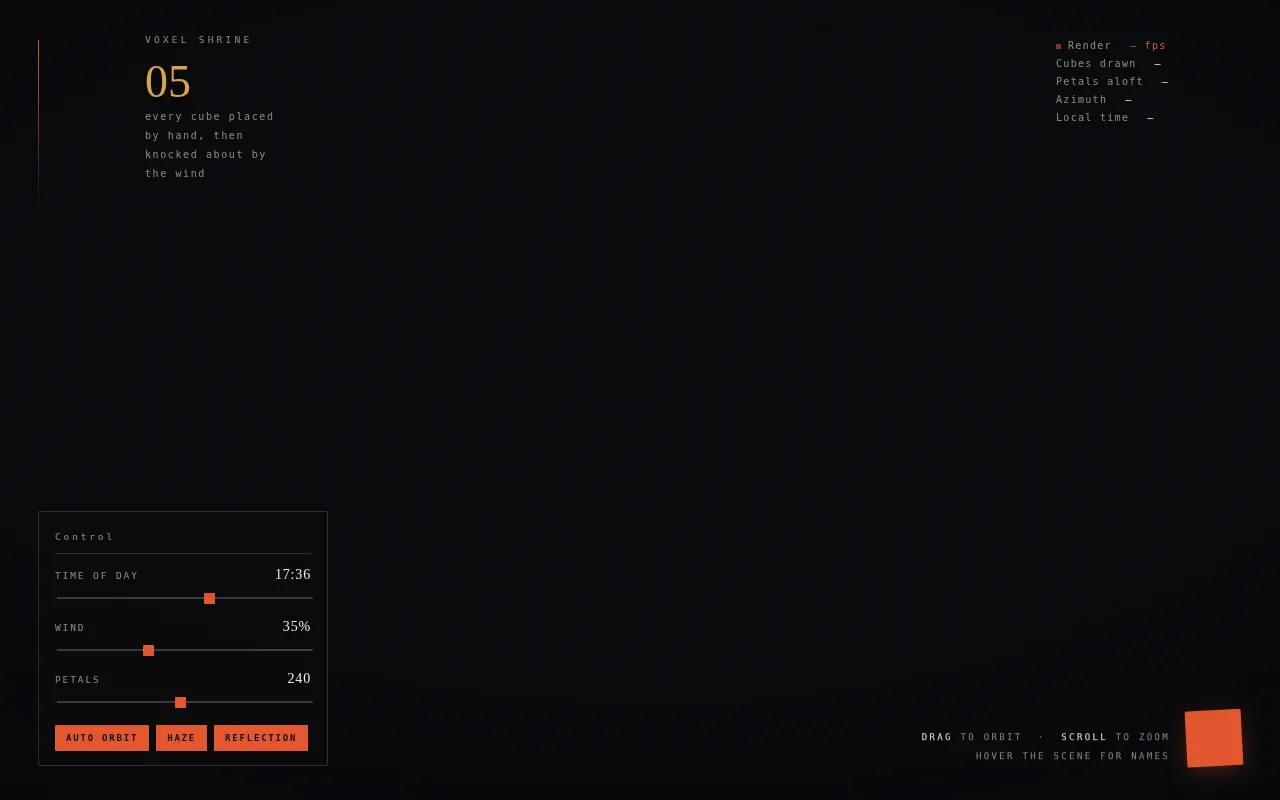 VOXEL SHRINE
05
every cube placed
by hand, then
knocked about by
the wind
Render — fps
Cubes drawn —
Petals aloft —
Azimuth —
Local time —
Control
TIME OF DAY 17:36
WIND 35%
PETALS 240
AUTO ORBIT HAZE REFLECTION
DRAG TO ORBIT · SCROLL TO ZOOM
HOVER THE SCENE FOR NAMES